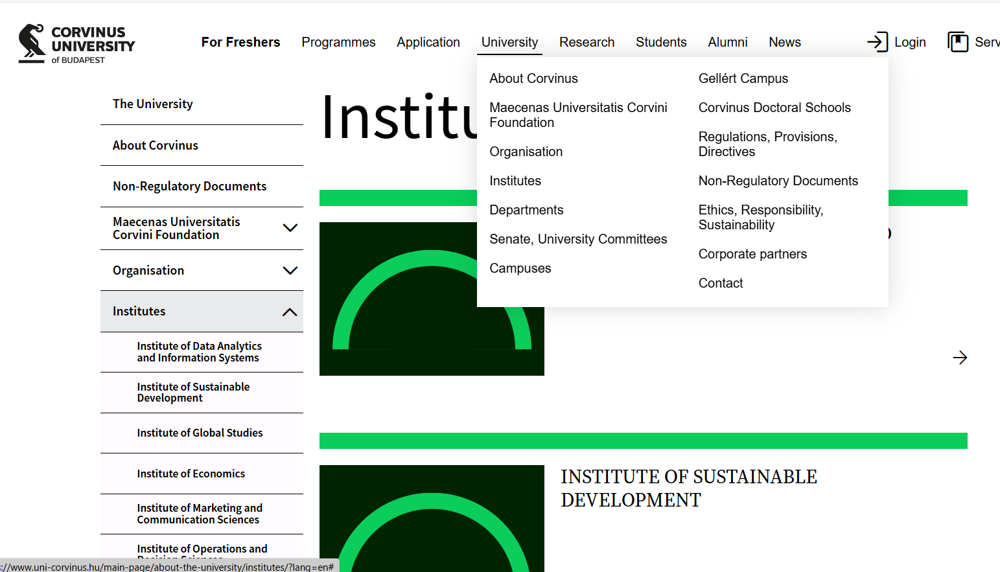 CORVINUS
UNIVERSITY
of BUDAPEST
For Freshers
Programmes
Application
University
Research
Students
Alumni
News
Login
Serv
The University
About Corvinus
Non-Regulatory Documents
Maecenas Universitatis
Corvini Foundation
Organisation
Institutes
Institute of Data Analytics
and Information Systems
Institute of Sustainable
Development
Institute of Global Studies
Institute of Economics
Institute of Marketing and
Communication Sciences
Institute of Operations and
About Corvinus
Maecenas Universitatis Corvini
Foundation
Organisation
Institutes
Departments
Senate, University Committees
Campuses
Gellért Campus
Corvinus Doctoral Schools
Regulations, Provisions,
Directives
Non-Regulatory Documents
Ethics, Responsibility,
Sustainability
Corporate partners
Contact
Institu
INSTITUTE OF SUSTAINABLE
DEVELOPMENT
://www.uni-corvinus.hu/main-page/about-the-university/institutes/?lang=en#